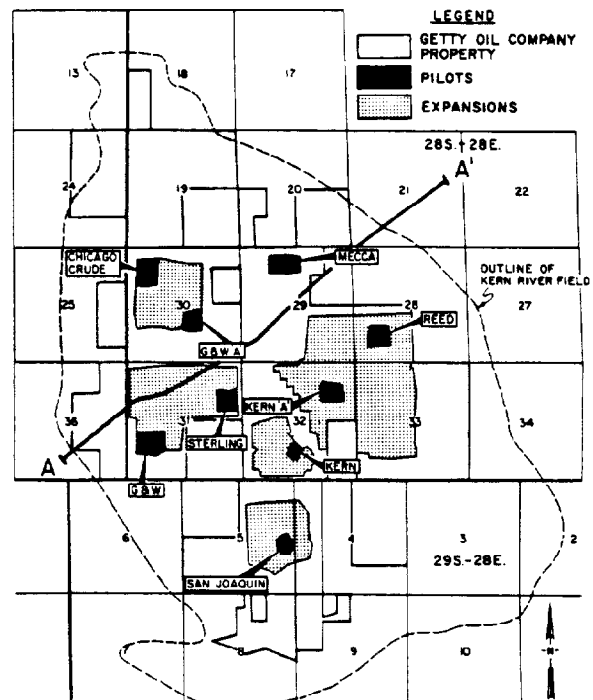 LEGEND
GETTY OIL COMPANY
PROPERTY
PILOTS
EXPANSIONS
13
18
17
28S.-28E.
A'
24
19
20
21
22
CHICAGO
CRUDE
MECCA
OUTLINE OF
KERN RIVER FIELD
25
30
29
28
27
REED
G&W A
36
31
KERN 'A'
32
33
34
STERLING
A
KERN
G&W
6
5
4
3
2
29S.-28E.
SAN JOAQUIN
7
8
9
10
N